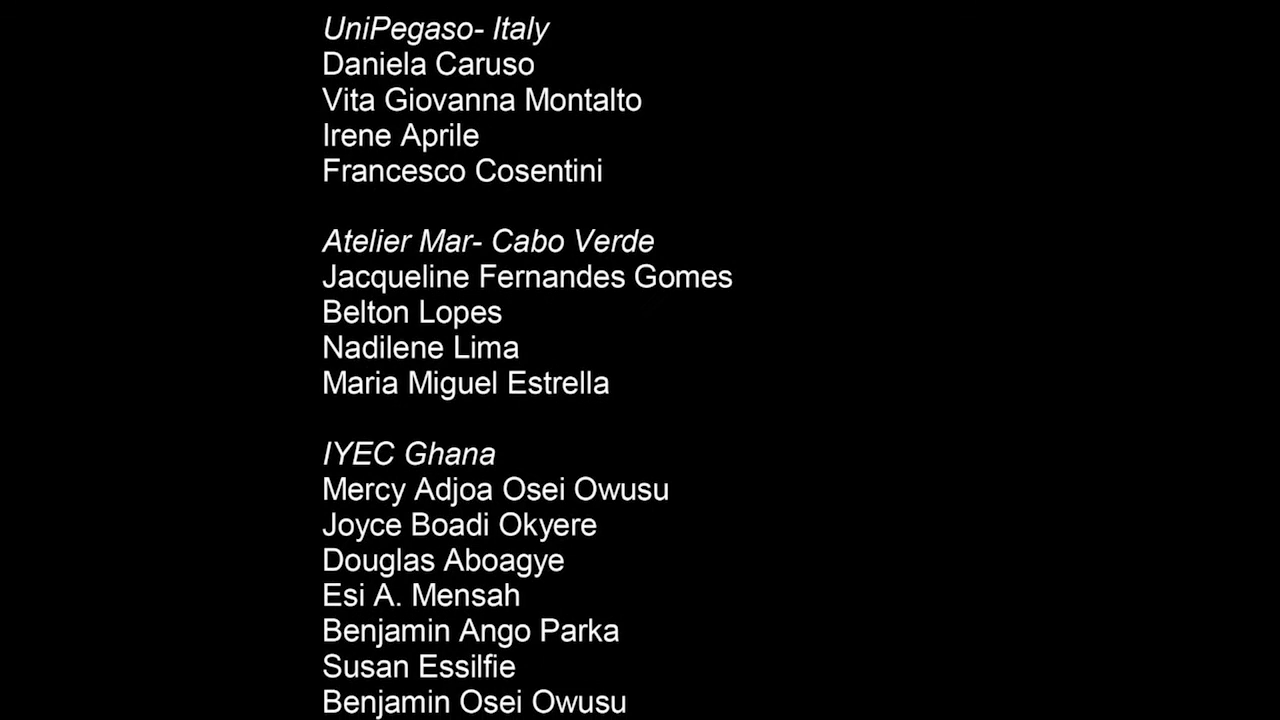 UniPegaso- Italy
Daniela Caruso
Vita Giovanna Montalto
Irene Aprile
Francesco Cosentini
Atelier Mar- Cabo Verde
Jacqueline Fernandes Gomes
Belton Lopes
Nadilene Lima
Maria Miguel Estrella
IYEC Ghana
Mercy Adjoa Osei Owusu
Joyce Boadi Okyere
Douglas Aboagye
Esi A. Mensah
Benjamin Ango Parka
Susan Essilfie
Benjamin Osei Owusu